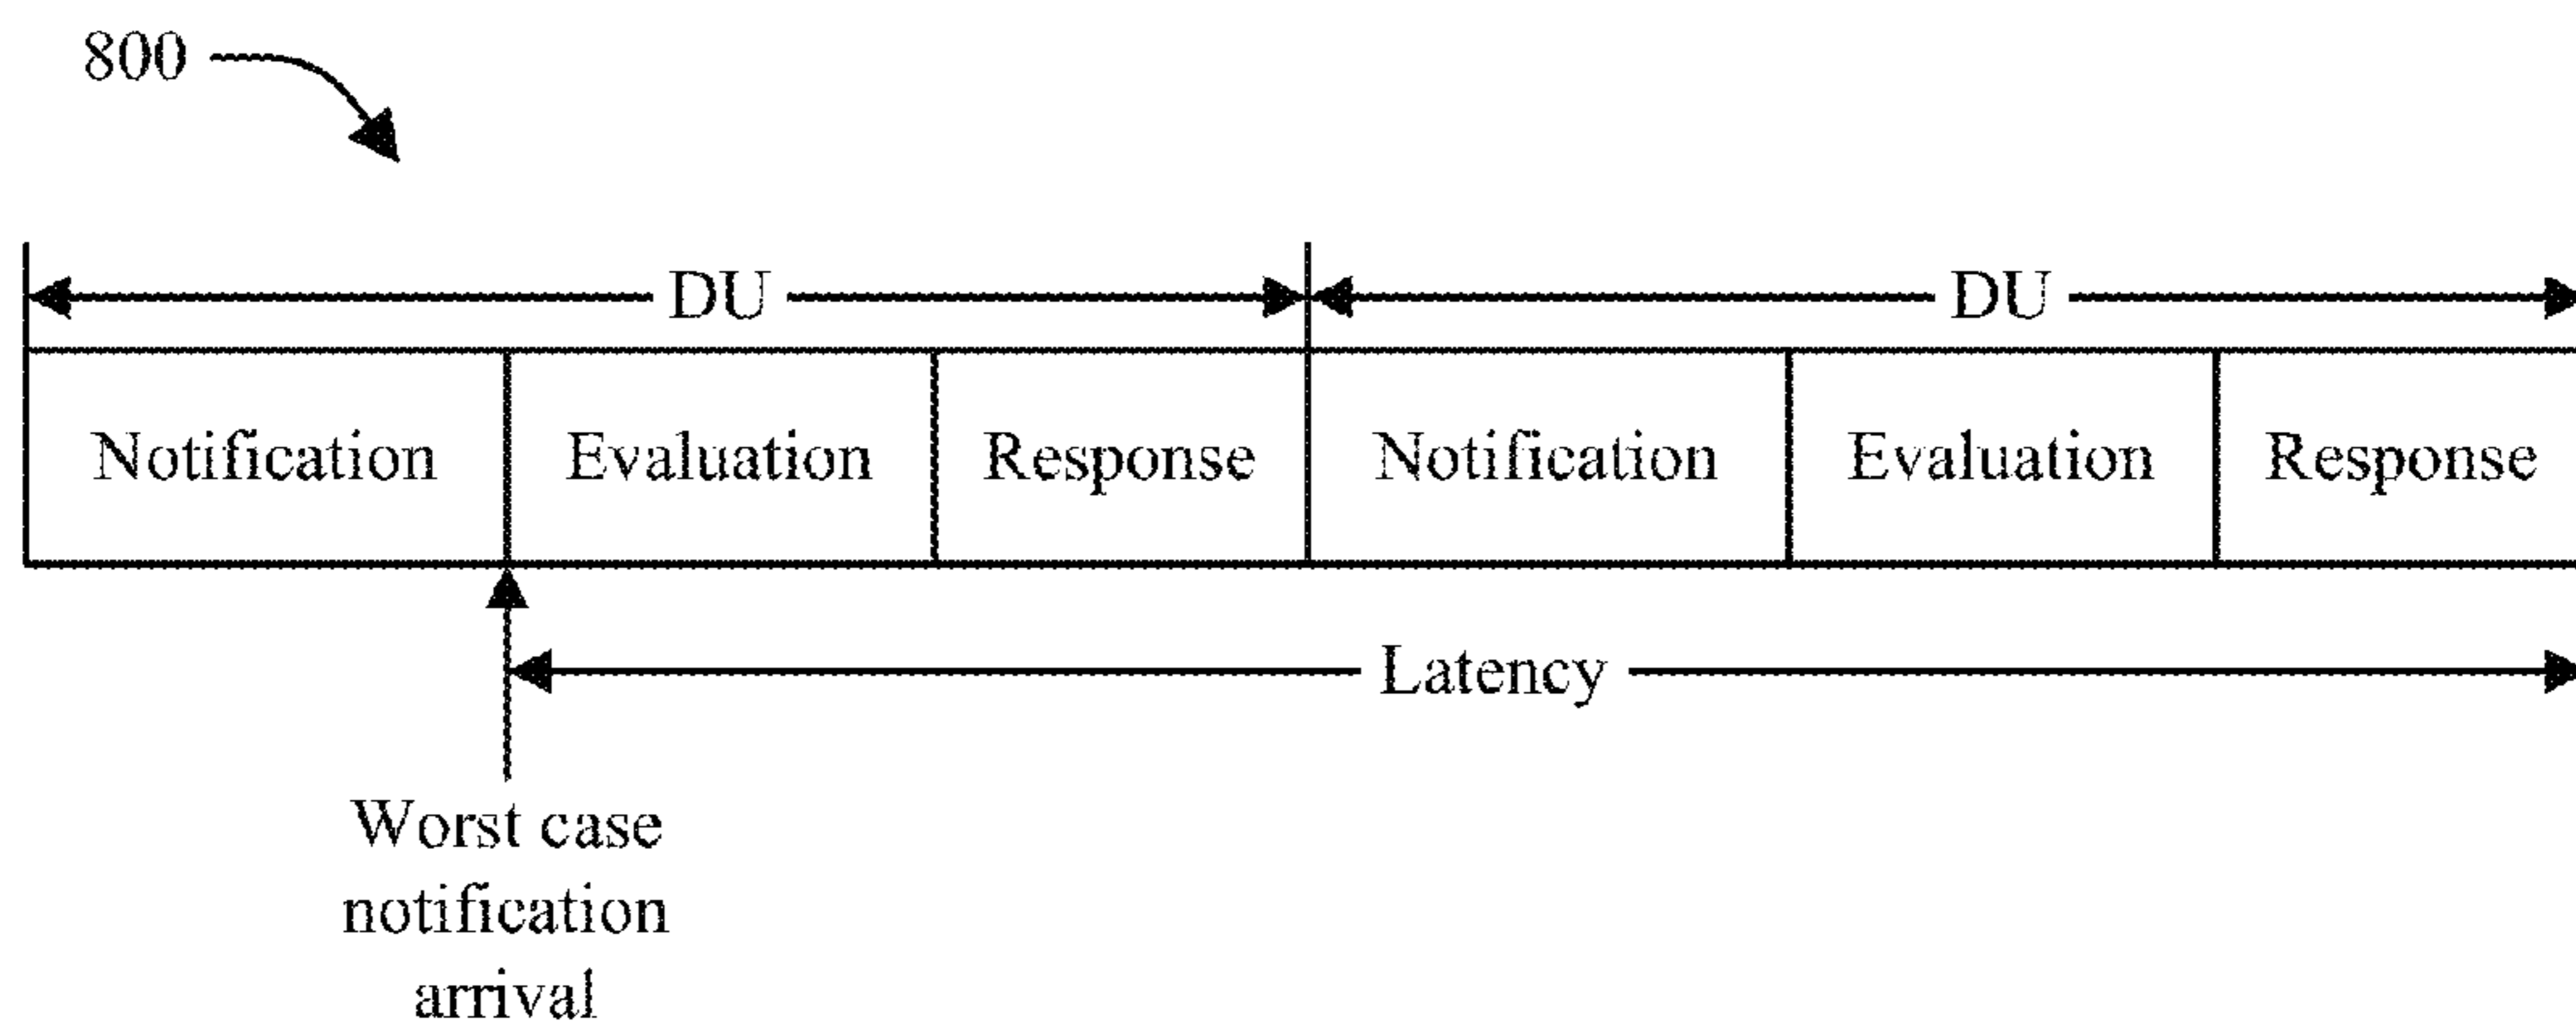 800
DU DU
Notification Evaluation Response Notification Evaluation Response
Latency
Worst case
notification
arrival